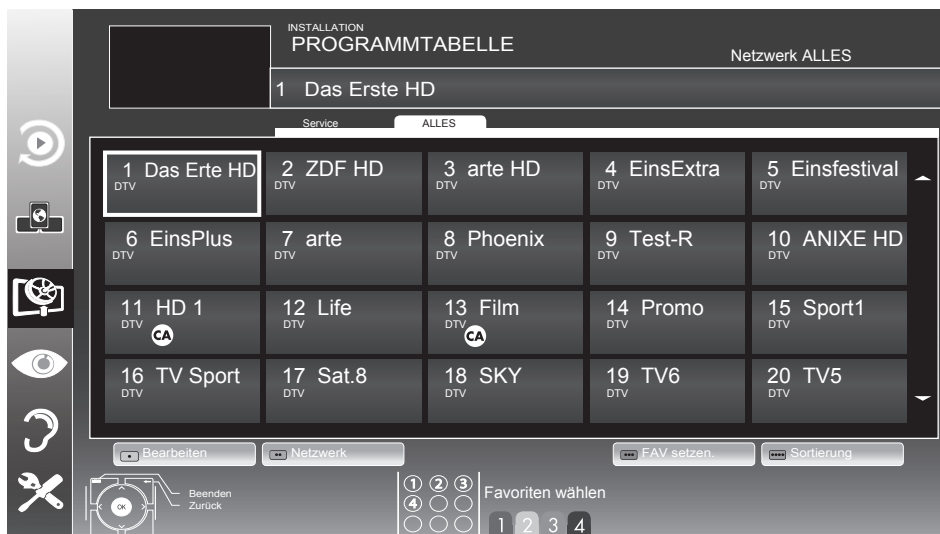 INSTALLATION
PROGRAMMTABELLE
Netzwerk ALLES
1 Das Erste HD
Service ALLES
1 Das Erte HD
DTV
2 ZDF HD
DTV
3 arte HD
DTV
4 EinsExtra
DTV
5 Einsfestival
DTV
6 EinsPlus
DTV
7 arte
DTV
8 Phoenix
DTV
9 Test-R
DTV
10 ANIXE HD
DTV
11 HD 1
DTV
CA
12 Life
DTV
13 Film
DTV
CA
14 Promo
DTV
15 Sport1
DTV
16 TV Sport
DTV
17 Sat.8
DTV
18 SKY
DTV
19 TV6
DTV
20 TV5
DTV
Bearbeiten
Netzwerk
FAV setzen.
Sortierung
OK
Beenden
Zurück
1 2 3
4
Favoriten wählen
1 2 3 4